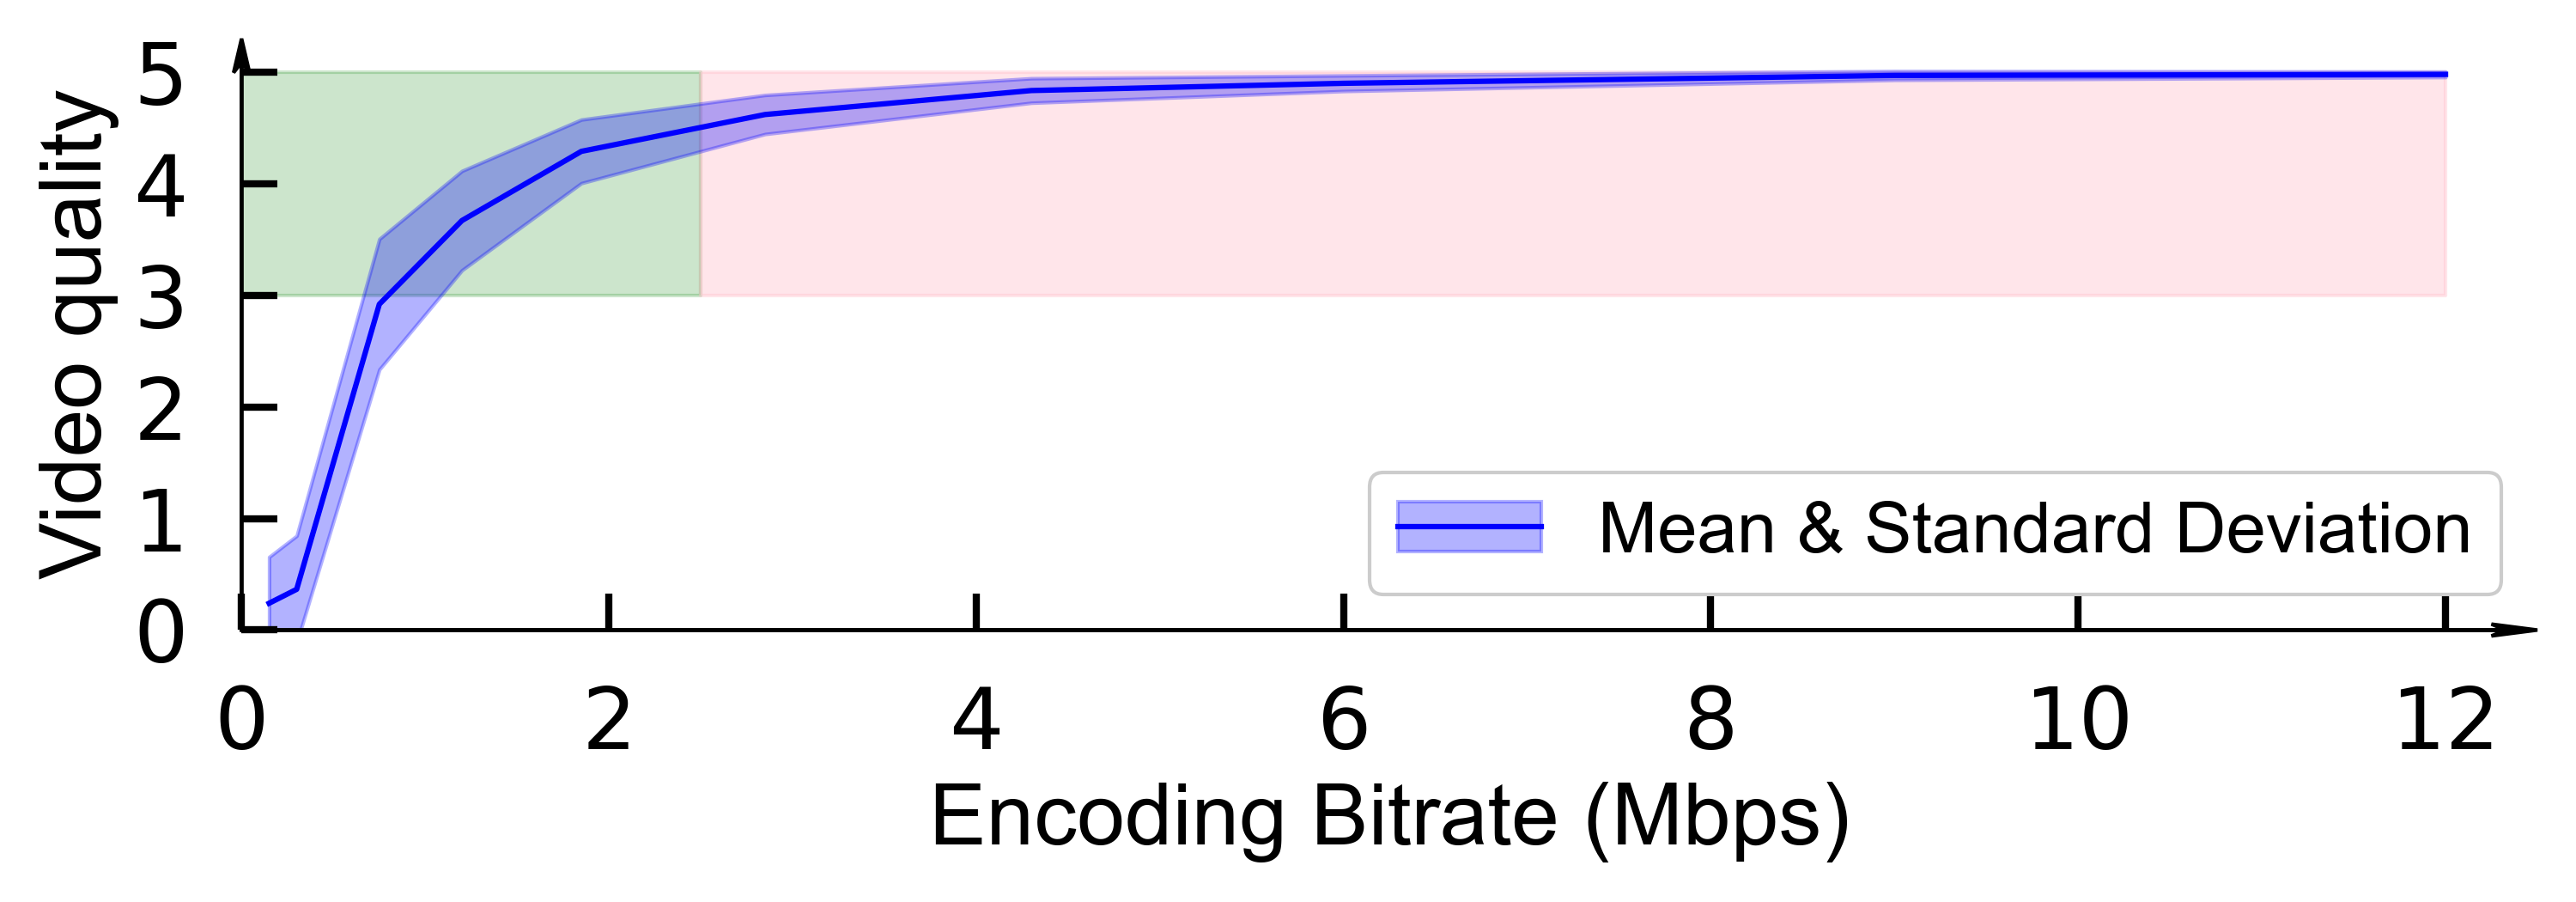 Video quality
5
4
3
2
1
0
Mean & Standard Deviation
0 2 4 6 8 10 12
Encoding Bitrate (Mbps)